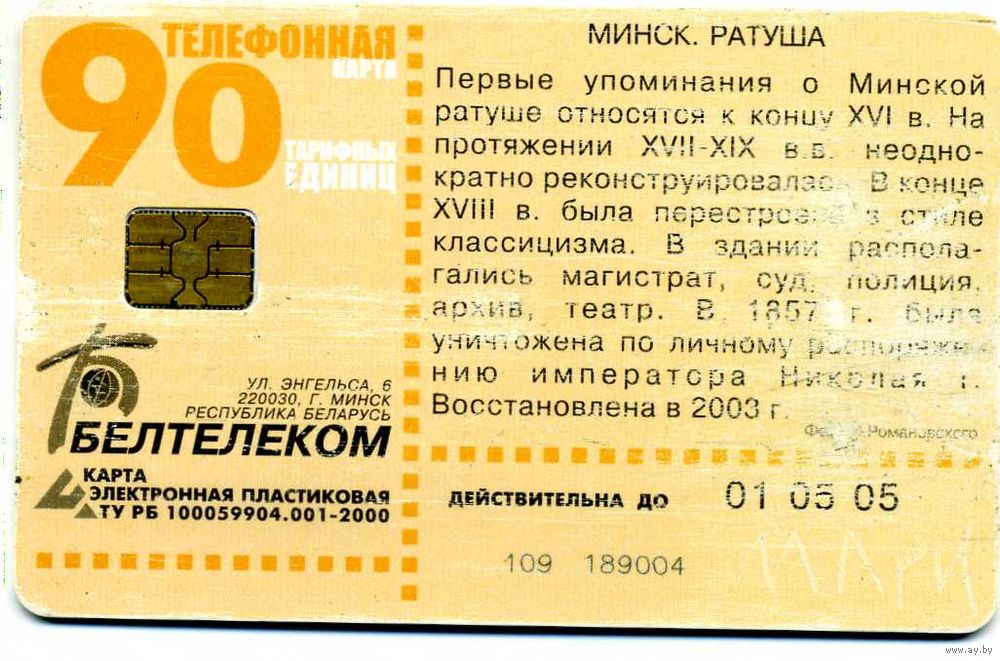 90
ТЕЛЕФОННАЯ
КАРТА
ТАРИФНЫХ
ЕДИНИЦ
УЛ. ЭНГЕЛЬСА, 6
220030, Г. МИНСК
РЕСПУБЛИКА БЕЛАРУСЬ
БЕЛТЕЛЕКОМ
КАРТА
ЭЛЕКТРОННАЯ ПЛАСТИКОВАЯ
ТУ РБ 100059904.001-2000
МИНСК. РАТУША
Первые упоминания о Минской
ратуше относятся к концу XVI в. На
протяжении XVII-XIX в.в. неодно-
кратно реконструировалась. В конце
XVIII в. была перестроена в стиле
классицизма. В здании распола-
гались магистрат, суд, полиция,
архив, театр. В 1857 г. была
уничтожена по личному распоряже-
нию императора Николая I.
Восстановлена в 2003 г.
Романовского
ДЕЙСТВИТЕЛЬНА ДО 01 05 05
109 189004
www.ay.by